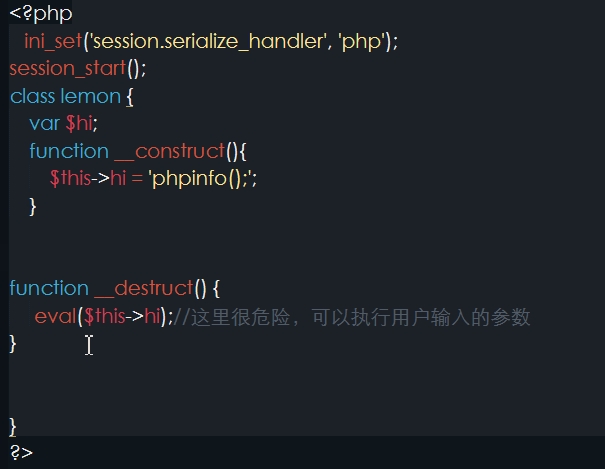 <?php
ini_set('session.serialize_handler', 'php');
session_start();
class lemon {
var $hi;
function __construct(){
$this->hi = 'phpinfo();';
}
function __destruct() {
eval($this->hi);//这里很危险，可以执行用户输入的参数
}
}
?>